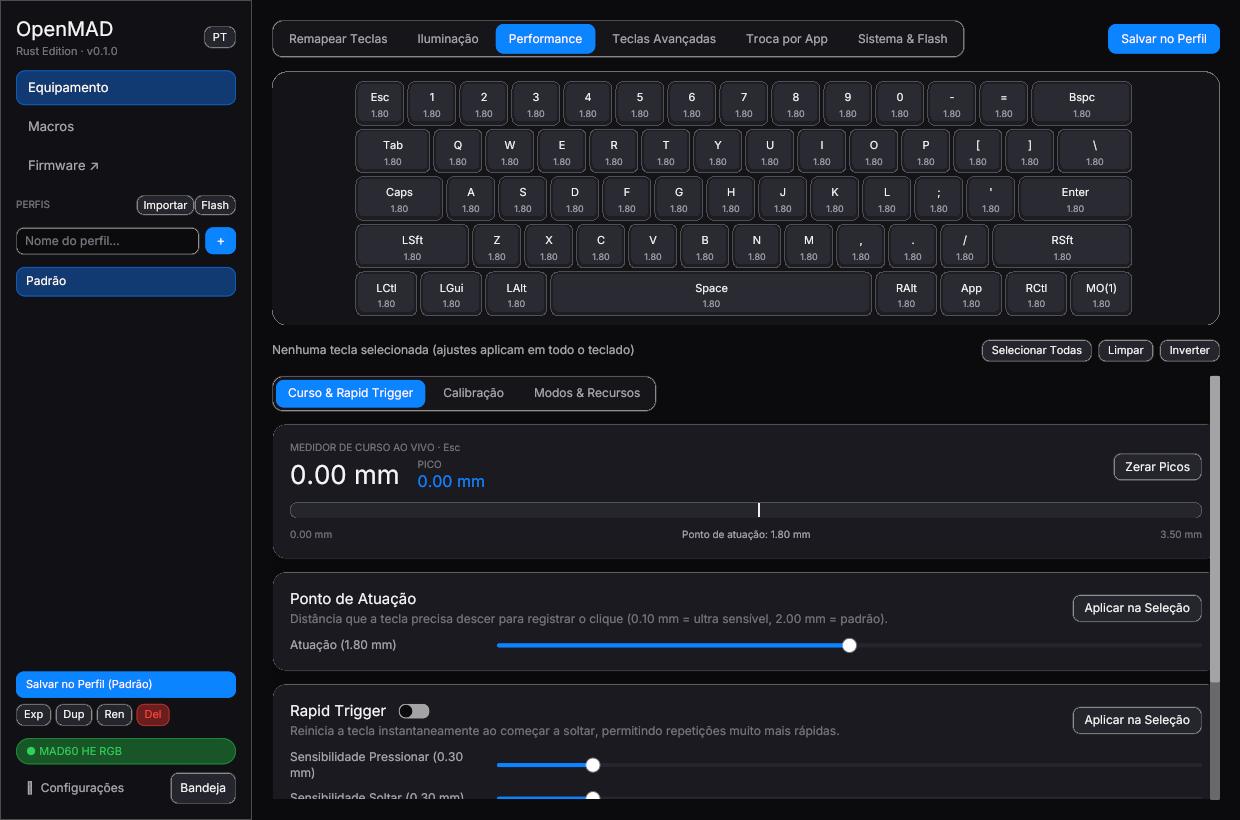 OpenMAD
Rust Edition · v0.1.0
PT
Equipamento
Macros
Firmware ↗
PERFIS
Importar
Flash
Nome do perfil...
+
Padrão
Salvar no Perfil (Padrão)
Exp
Dup
Ren
Del
MAD60 HE RGB
Configurações
Bandeja
Remapear Teclas
Iluminação
Performance
Teclas Avançadas
Troca por App
Sistema & Flash
Salvar no Perfil
Esc 1 2 3 4 5 6 7 8 9 0 - = Bspc
1.80 1.80 1.80 1.80 1.80 1.80 1.80 1.80 1.80 1.80 1.80 1.80 1.80 1.80
Tab Q W E R T Y U I O P [ ] \
1.80 1.80 1.80 1.80 1.80 1.80 1.80 1.80 1.80 1.80 1.80 1.80 1.80 1.80
Caps A S D F G H J K L ; ' Enter
1.80 1.80 1.80 1.80 1.80 1.80 1.80 1.80 1.80 1.80 1.80 1.80 1.80
LSft Z X C V B N M , . / RSft
1.80 1.80 1.80 1.80 1.80 1.80 1.80 1.80 1.80 1.80 1.80 1.80
LCtl LGui LAlt Space RAlt App RCtl MO(1)
1.80 1.80 1.80 1.80 1.80 1.80 1.80 1.80
Nenhuma tecla selecionada (ajustes aplicam em todo o teclado)
Selecionar Todas
Limpar
Inverter
Curso & Rapid Trigger
Calibração
Modos & Recursos
MEDIDOR DE CURSO AO VIVO · Esc
0.00 mm
PICO
0.00 mm
Zerar Picos
0.00 mm
Ponto de atuação: 1.80 mm
3.50 mm
Ponto de Atuação
Distância que a tecla precisa descer para registrar o clique (0.10 mm = ultra sensível, 2.00 mm = padrão).
Aplicar na Seleção
Atuação (1.80 mm)
Rapid Trigger
Reinicia a tecla instantaneamente ao começar a soltar, permitindo repetições muito mais rápidas.
Aplicar na Seleção
Sensibilidade Pressionar (0.30
mm)
Sensibilidade Soltar (0.30 mm)